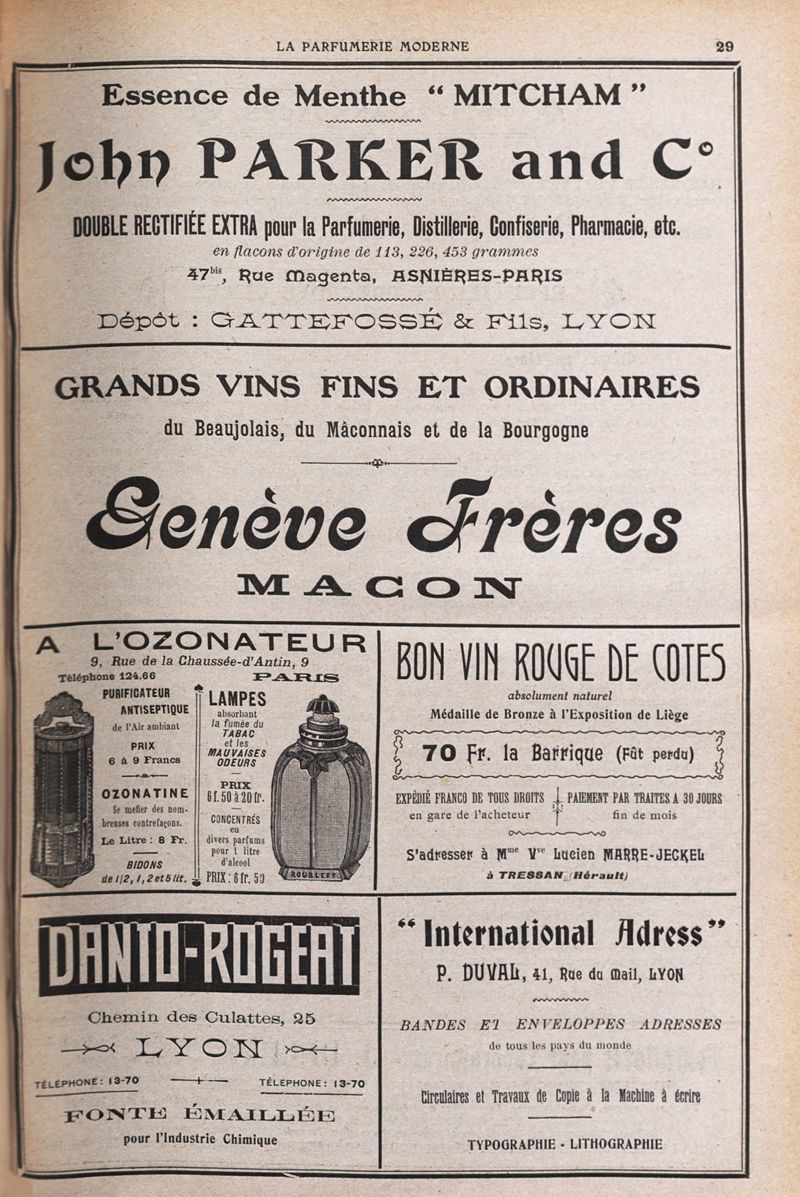 LA PARFUMERIE MODERNE
29
Essence de Menthe “ MITCHAM ”
John PARKER and Cº
DOUBLE RECTIFIÉE EXTRA pour la Parfumerie, Distillerie, Confiserie, Pharmacie, etc.
en flacons d'origine de 113, 226, 453 grammes
47bis, Rue Magenta, ASNIÈRES-PARIS
Dépôt : GATTEFOSSÉ & Fils, LYON
GRANDS VINS FINS ET ORDINAIRES
du Beaujolais, du Mâconnais et de la Bourgogne
Genève Frères
MACON
A L'OZONATEUR
9, Rue de la Chaussée-d'Antin, 9
Téléphone 124.66 PARIS
PURIFICATEUR
ANTISEPTIQUE
de l'Air ambiant
PRIX
6 à 9 Francs
OZONATINE
Se mefier des nom-
breuses contrefaçons.
Le Litre : 8 Fr.
BIDONS
de 1/2, 1, 2 et 5 lit.
LAMPES
absorbant
la fumée du
TABAC
et les
MAUVAISES
ODEURS
PRIX
6 f. 50 à 20 fr.
CONCENTRÉS
en
divers parfums
pour 1 litre
d'alcool
PRIX : 6 fr. 50
ROUBLEFF
BON VIN ROUGE DE COTES
absolument naturel
Médaille de Bronze à l'Exposition de Liège
70 Fr. la Barrique (Fût perdu)
EXPÉDIÉ FRANCO DE TOUS DROITS
en gare de l'acheteur
PAIEMENT PAR TRAITES A 30 JOURS
fin de mois
S'adresser à Mme Vve Lucien MARRE-JECKEL
à TRESSAN (Hérault)
DANTO-ROGEAT
Chemin des Culattes, 25
LYON
TÉLÉPHONE : 13-70 TÉLEPHONE : 13-70
FONTE ÉMAILLÉE
pour l'Industrie Chimique
“ International Adress ”
P. DUVAL, 41, Rue du Mail, LYON
BANDES ET ENVELOPPES ADRESSES
de tous les pays du monde
Circulaires et Travaux de Copie à la Machine à écrire
TYPOGRAPHIE - LITHOGRAPHIE